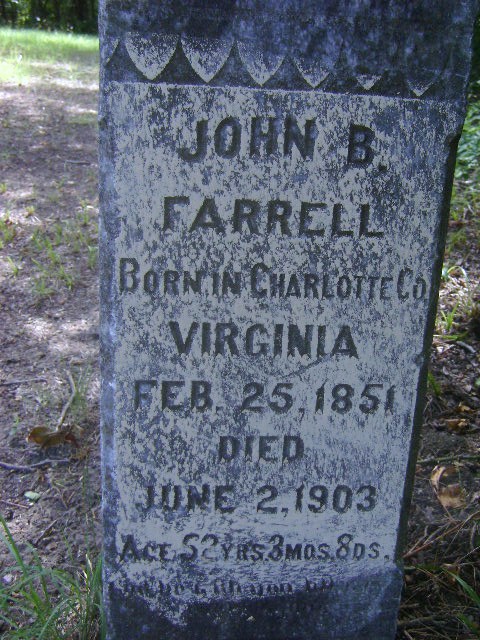 JOHN B.
FARRELL
BORN IN CHARLOTTE CO
VIRGINIA
FEB. 25, 1851
DIED
JUNE 2, 1903
AGE 52 YRS. 3 MOS. 8 DS.